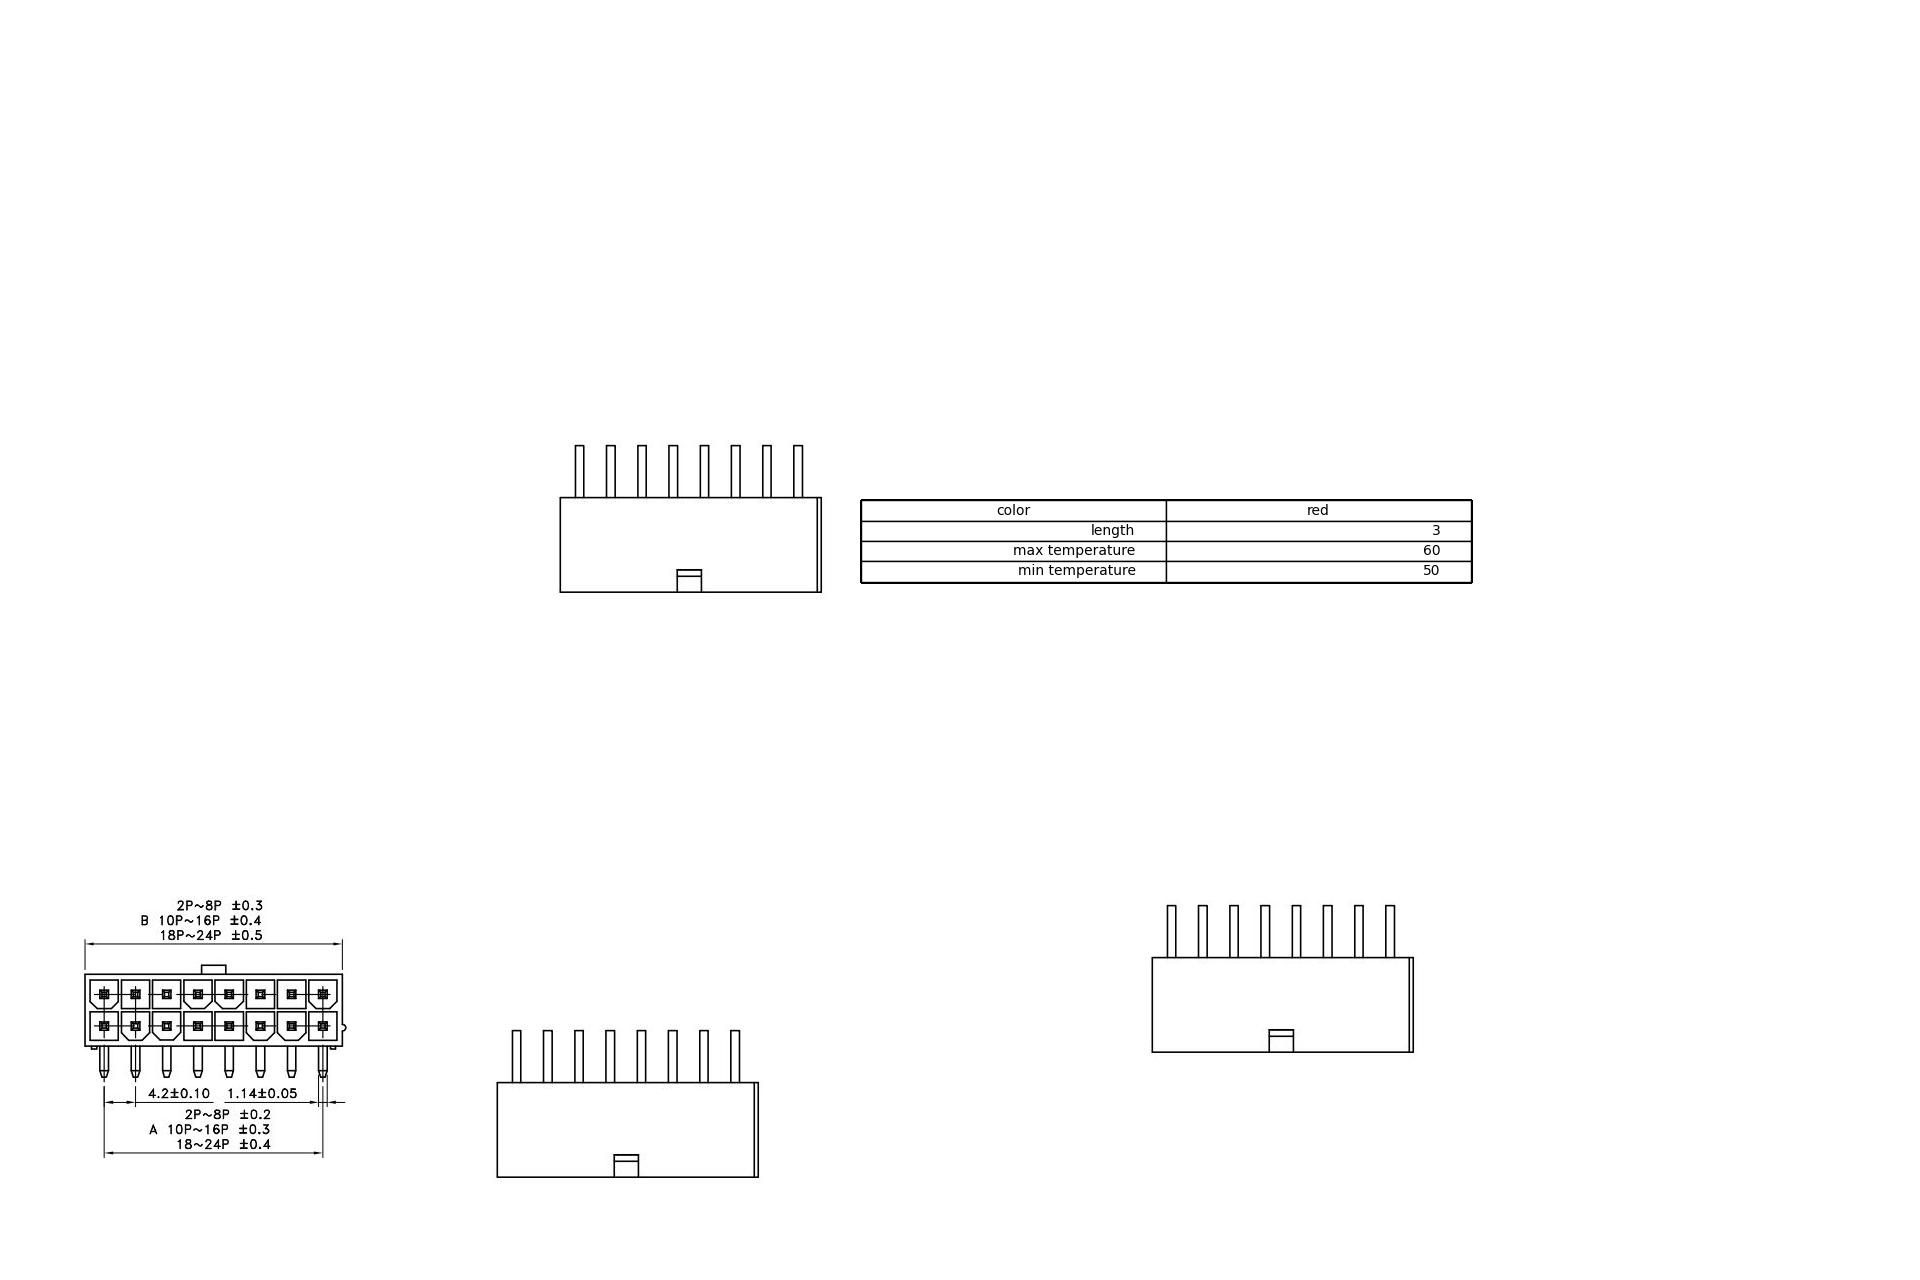 color red
length 3
max temperature 60
min temperature 50
2P~8P ±0.3
B 10P~16P ±0.4
18P~24P ±0.5
4.2±0.10 1.14±0.05
2P~8P ±0.2
A 10P~16P ±0.3
18~24P ±0.4